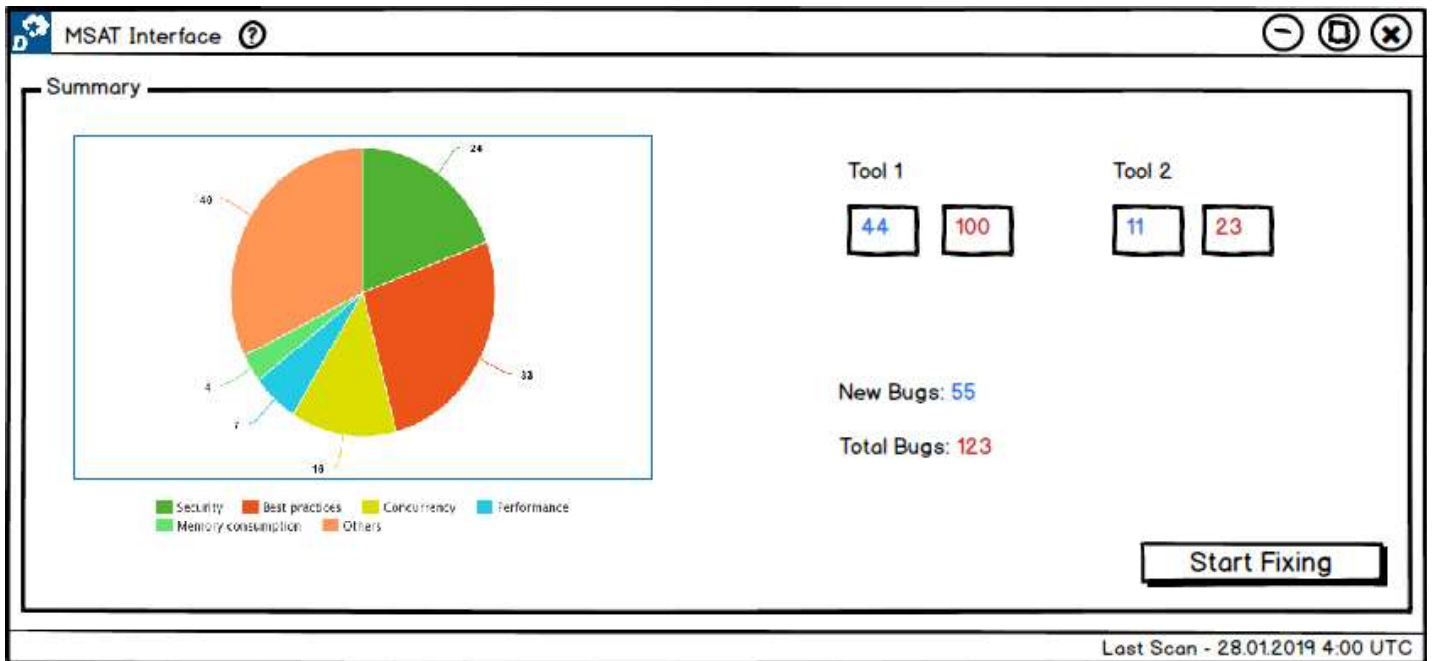 D
MSAT Interface ?
Summary
24
40
33
4
7
16
Security Best practices Concurrency Performance
Memory consumption Others
Tool 1 Tool 2
44 100 11 23
New Bugs: 55
Total Bugs: 123
Start Fixing
Last Scan - 28.01.2019 4:00 UTC